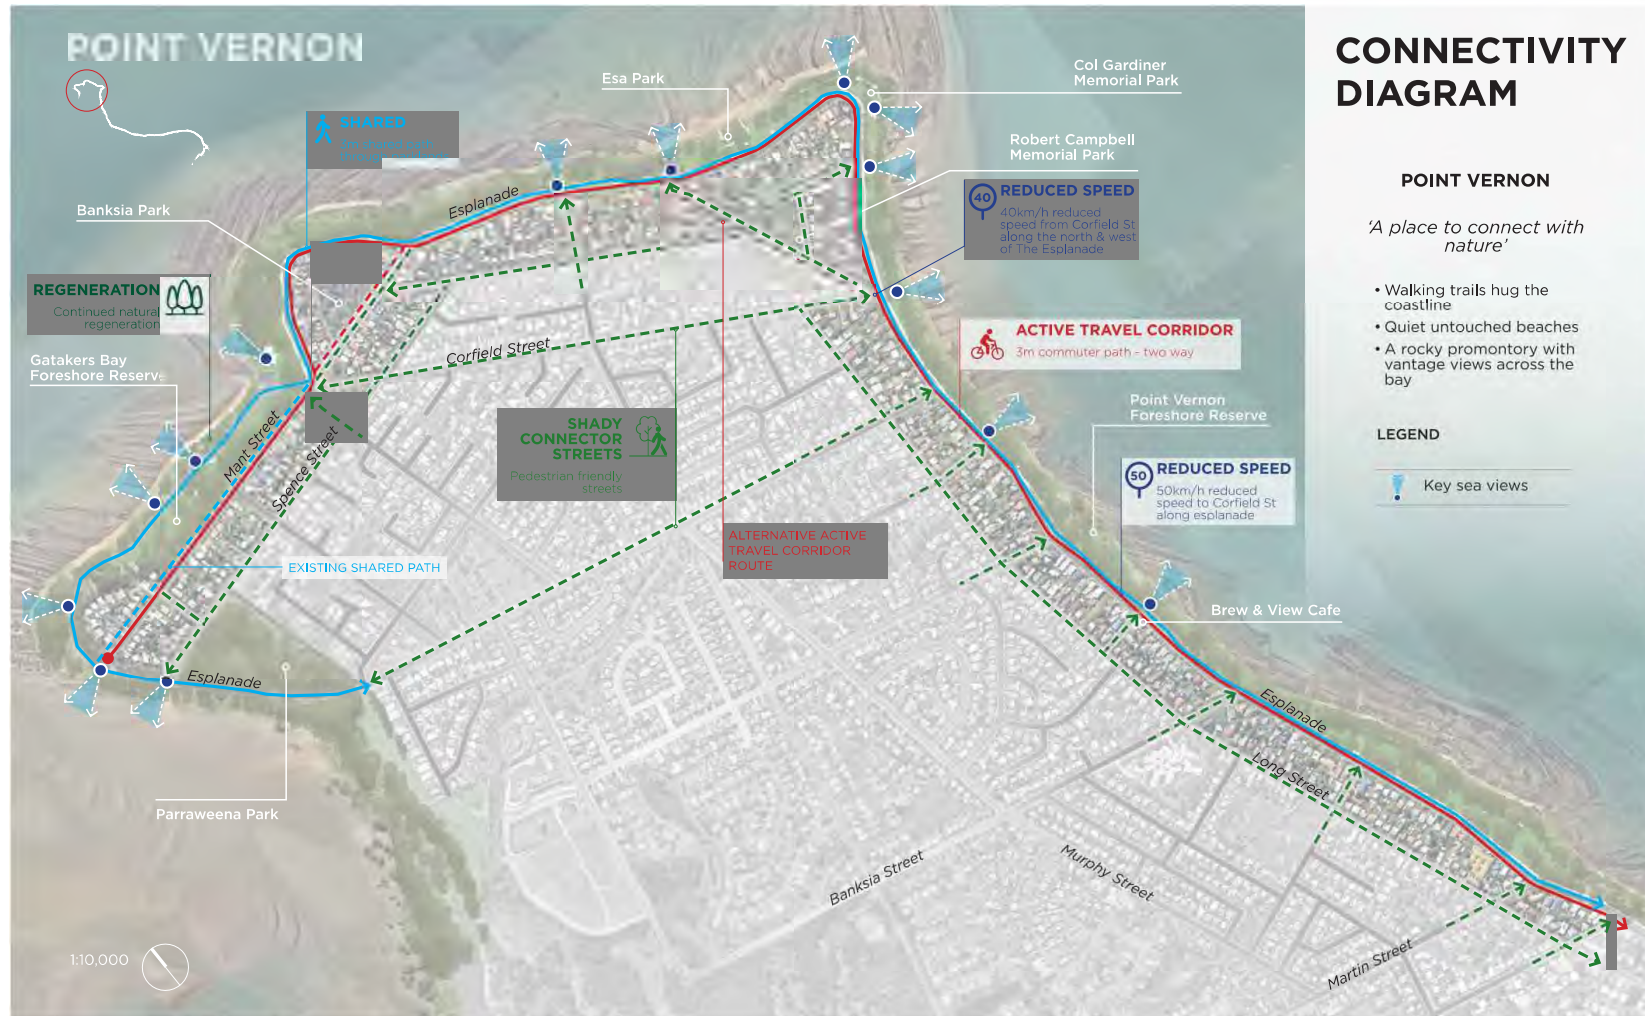 POINT VERNON
CONNECTIVITY
DIAGRAM
POINT VERNON
'A place to connect with
nature'
• Walking trails hug the
coastline
• Quiet untouched beaches
• A rocky promontory with
vantage views across the
bay
LEGEND
Key sea views
Esa Park
Col Gardiner
Memorial Park
Robert Campbell
Memorial Park
SHARED
40
REDUCED SPEED
40km/h reduced
speed from Corfield St
along the north & west
of The Esplanade
Esplanade
Banksia Park
REGENERATION
Continued natural
regeneration
Gatakers Bay
Foreshore Reserve
Corfield Street
ACTIVE TRAVEL CORRIDOR
3m commuter path - two way
Point Vernon
Foreshore Reserve
Mant Street
Spence Street
SHADY
CONNECTOR
STREETS
Pedestrian friendly
streets
50
REDUCED SPEED
50km/h reduced
speed to Corfield St
along esplanade
ALTERNATIVE ACTIVE
TRAVEL CORRIDOR
ROUTE
EXISTING SHARED PATH
Brew & View Cafe
Esplanade
Esplanade
Long Street
Parraweena Park
Banksia Street
Murphy Street
Martin Street
1:10,000